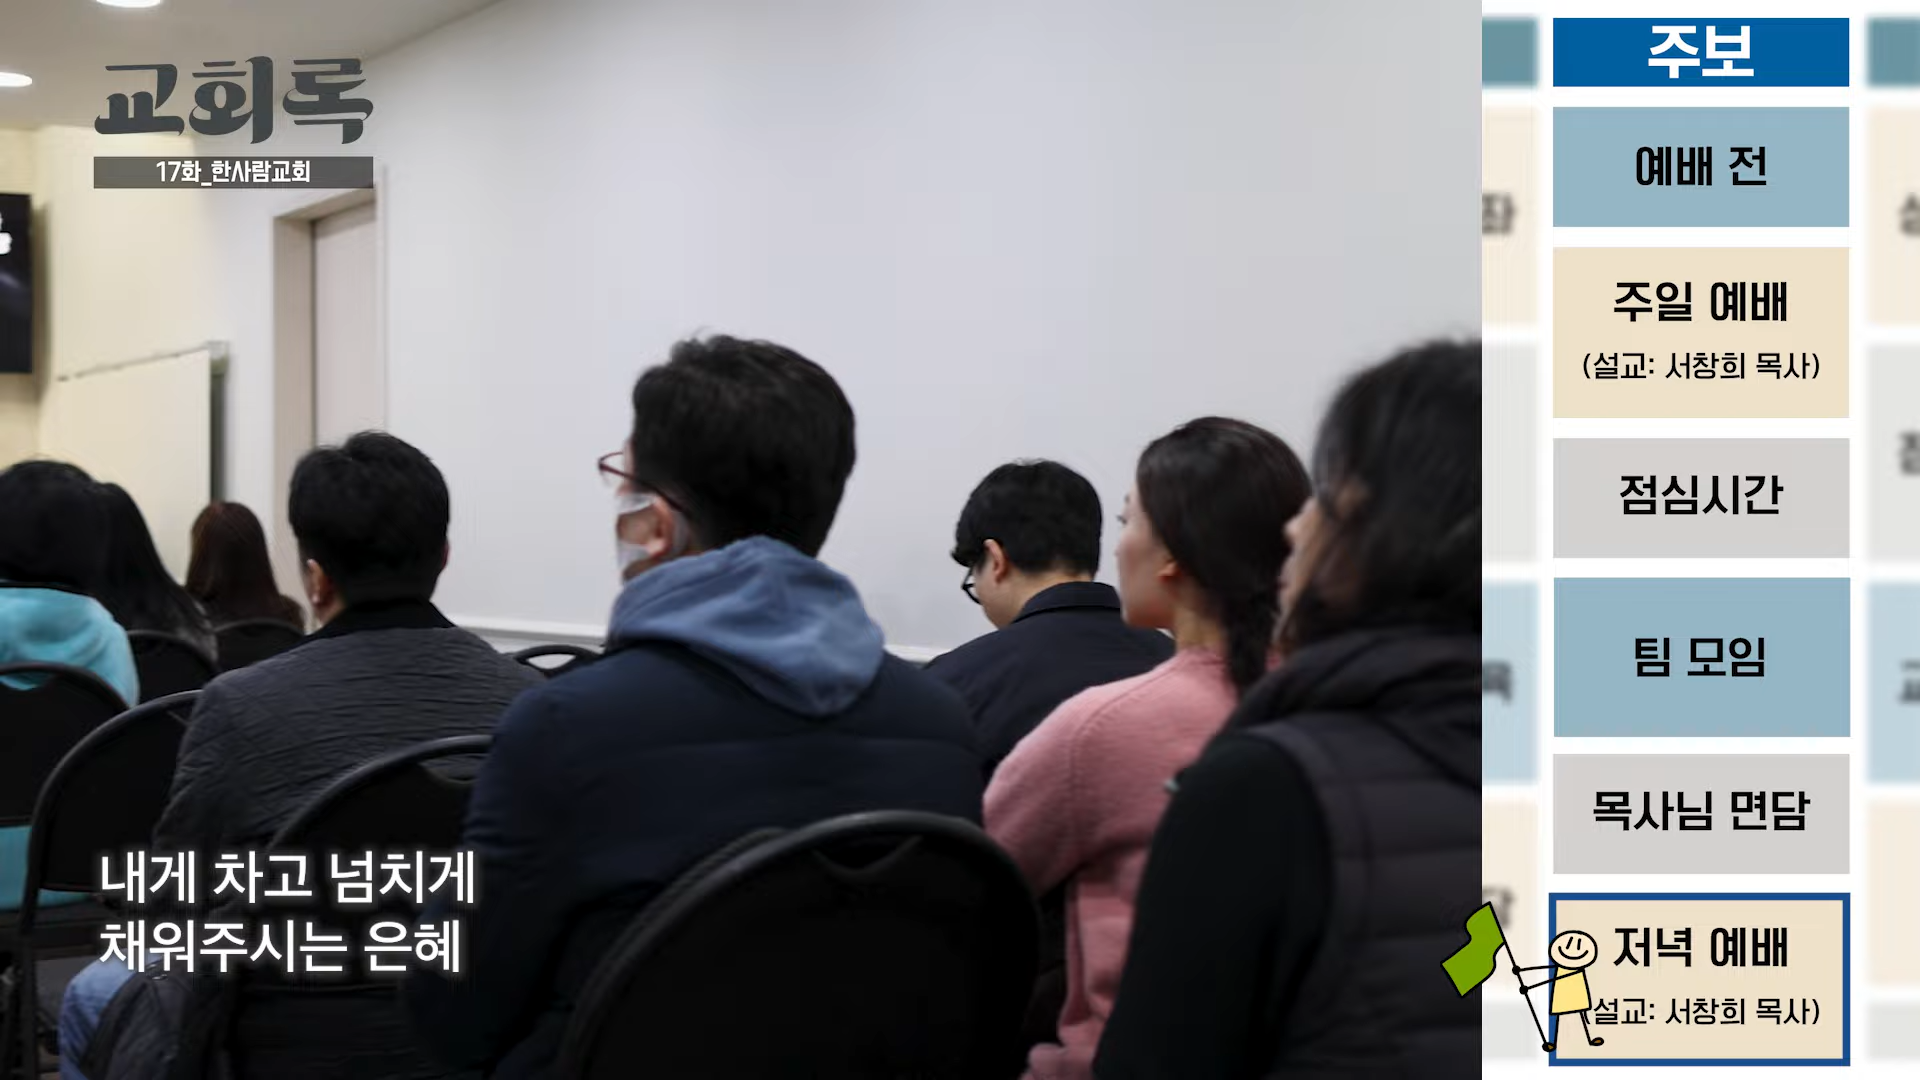 교회록
17화_한사람교회
내게 차고 넘치게
채워주시는 은혜
주보
예배 전
주일 예배
(설교: 서창희 목사)
점심시간
팀 모임
목사님 면담
저녁 예배
설교: 서창희 목사)